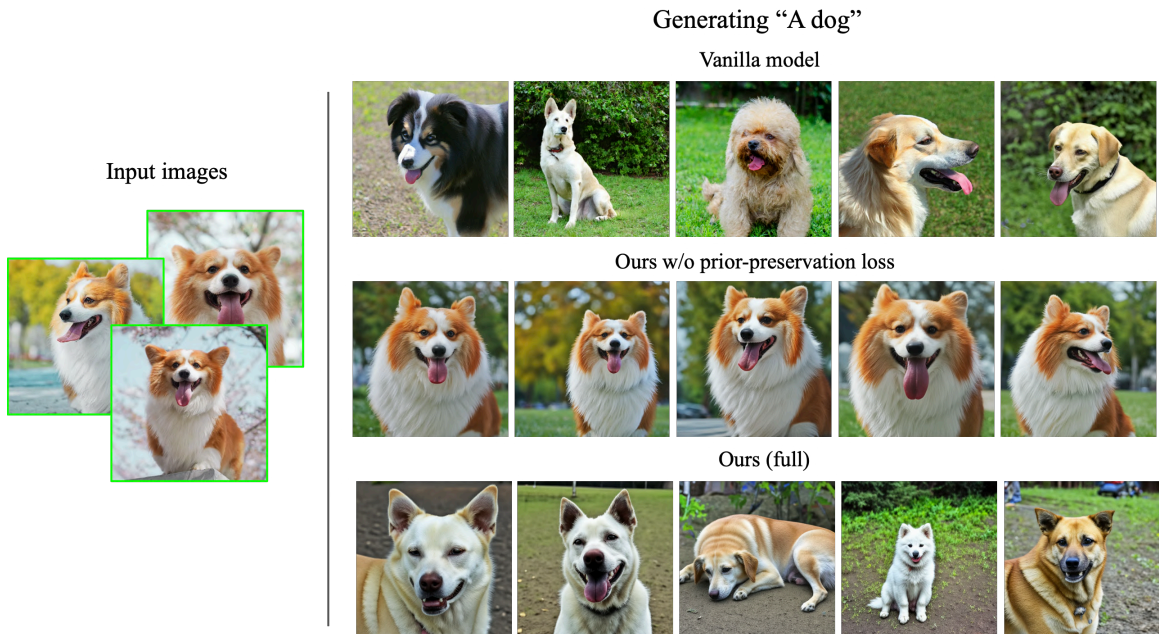 Generating “A dog”
Vanilla model
Input images
Ours w/o prior-preservation loss
Ours (full)